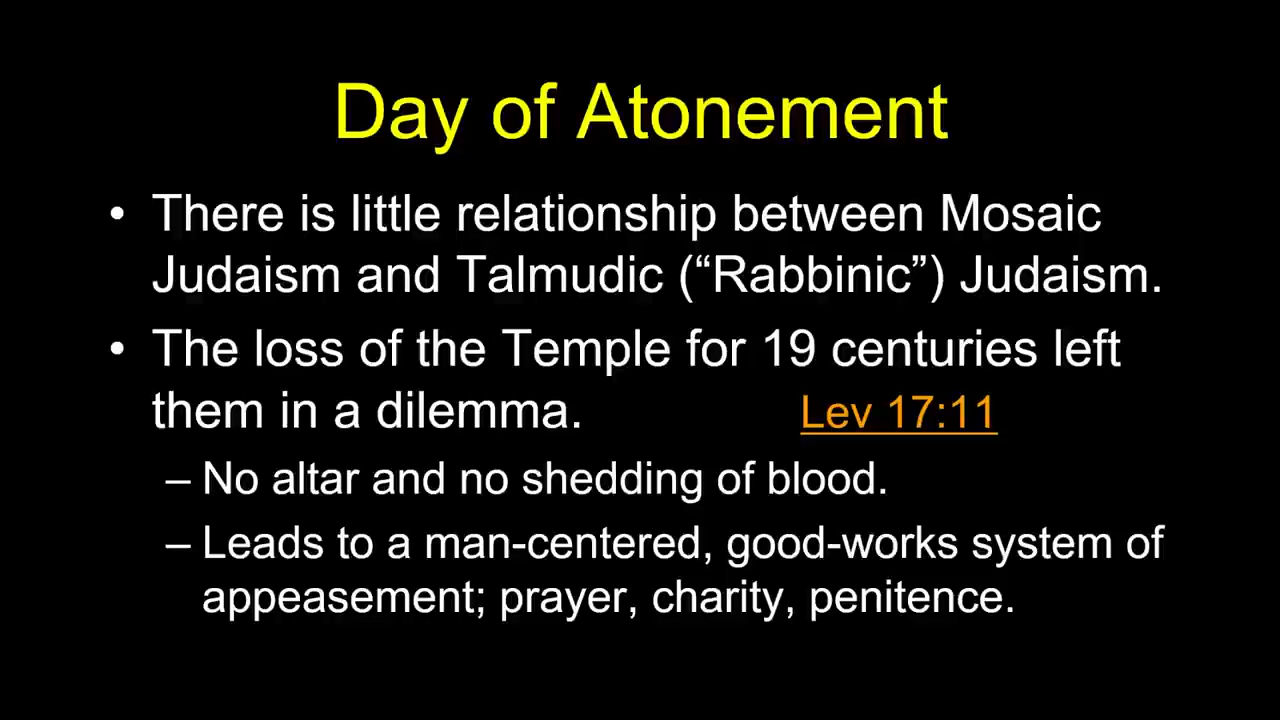 Day of Atonement
• There is little relationship between Mosaic
Judaism and Talmudic (“Rabbinic”) Judaism.
• The loss of the Temple for 19 centuries left
them in a dilemma. Lev 17:11
– No altar and no shedding of blood.
– Leads to a man-centered, good-works system of
appeasement; prayer, charity, penitence.